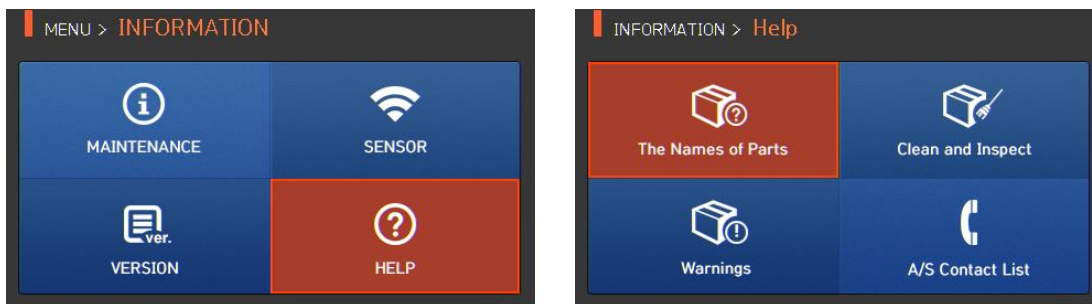 MENU > INFORMATION
MAINTENANCE
SENSOR
ver.
VERSION
HELP
INFORMATION > Help
The Names of Parts
Clean and Inspect
Warnings
A/S Contact List